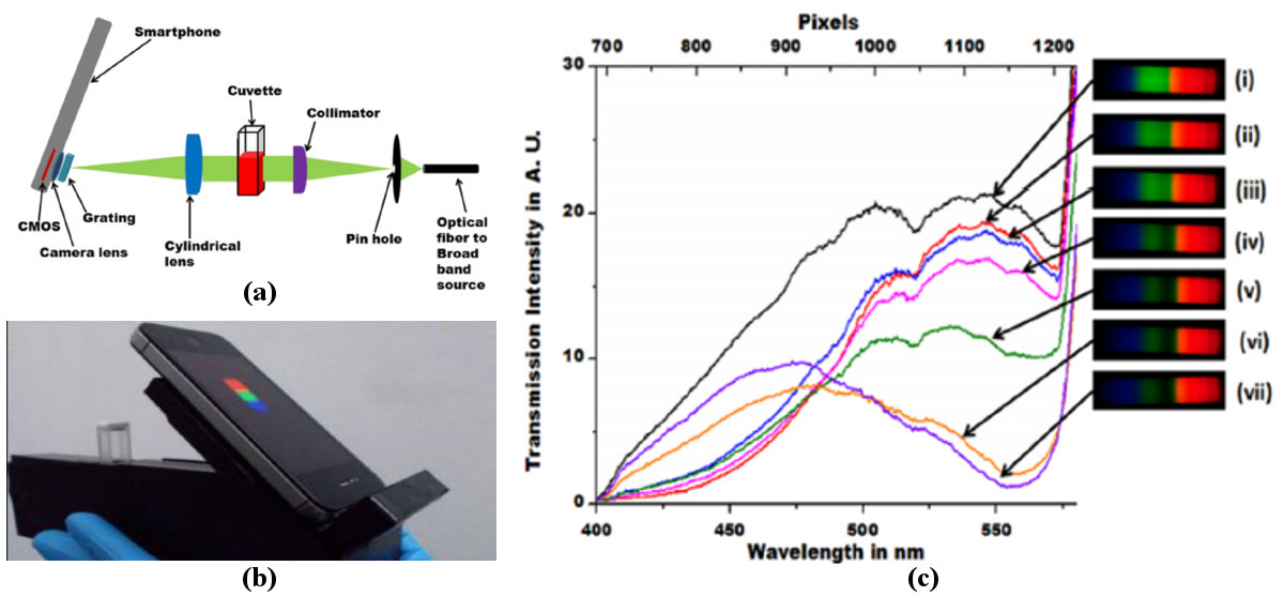 Smartphone
Cuvette
Collimator
CMOS
Grating
Camera lens
Cylindrical
lens
Pin hole
Optical
fiber to
Broad
band
source
(a)
(b)
Pixels
700 800 900 1000 1100 1200
30
20
10
0
Transmission Intensity in A. U.
400 450 500 550
Wavelength in nm
(i)
(ii)
(iii)
(iv)
(v)
(vi)
(vii)
(c)